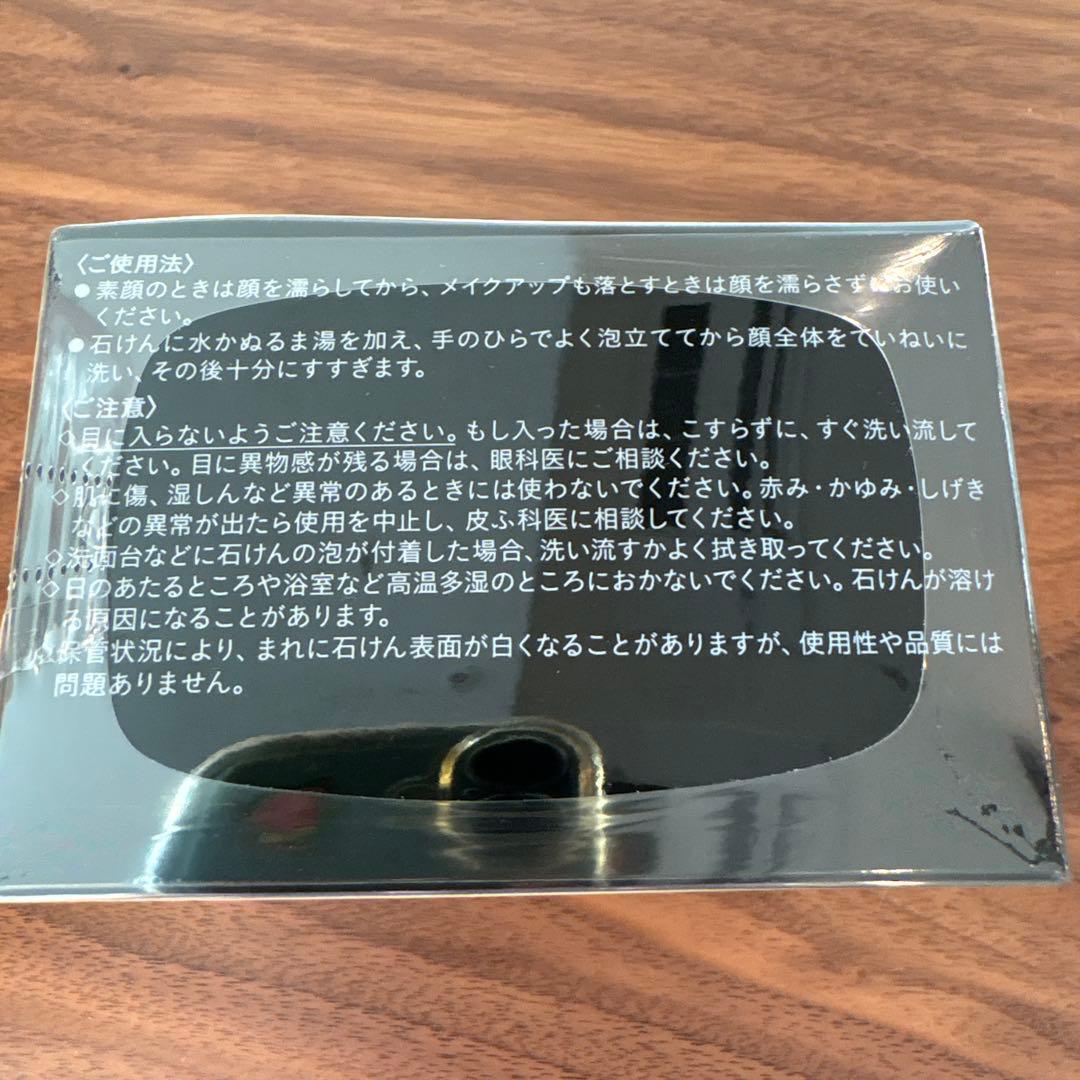 〈ご使用法〉
●素顔のときは顔を濡らしてから、メイクアップも落とすときは顔を濡らさずにお使い
ください。
●石けんに水かぬるま湯を加え、手のひらでよく泡立ててから顔全体をていねいに
洗い、その後十分にすすぎます。
〈ご注意〉
◇目に入らないようご注意ください。もし入った場合は、こすらずに、すぐ洗い流して
ください。目に異物感が残る場合は、眼科医にご相談ください。
◇肌に傷、湿しんなど異常のあるときには使わないでください。赤み・かゆみ・しげき
などの異常が出たら使用を中止し、皮ふ科医に相談してください。
◇洗面台などに石けんの泡が付着した場合、洗い流すかよく拭き取ってください。
◇日のあたるところや浴室など高温多湿のところにおかないでください。石けんが溶け
る原因になることがあります。
◇保管状況により、まれに石けん表面が白くなることがありますが、使用性や品質には
問題ありません。